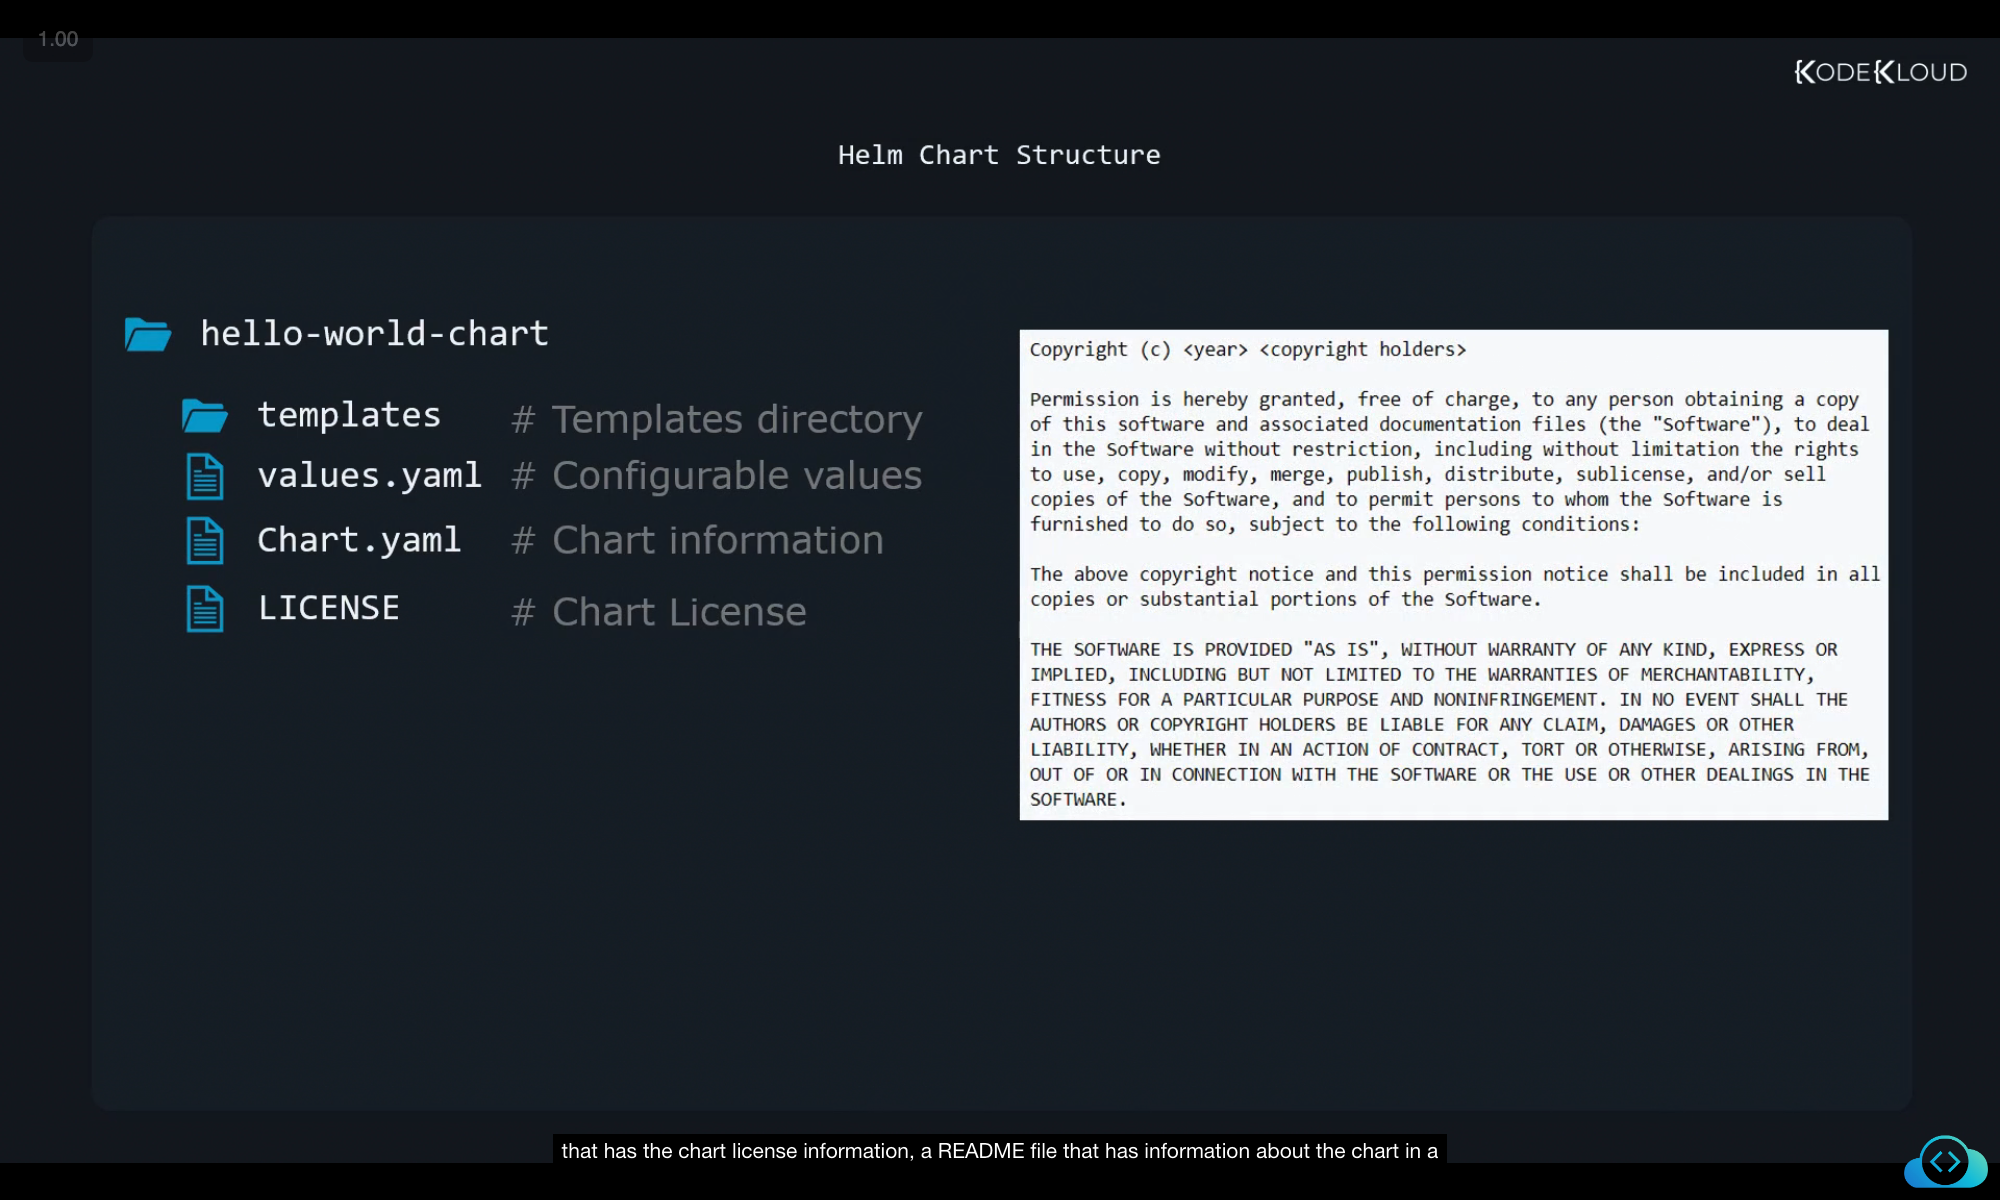 1.00
KODEKLOUD
Helm Chart Structure
hello-world-chart
templates # Templates directory
values.yaml # Configurable values
Chart.yaml # Chart information
LICENSE # Chart License
Copyright (c) <year> <copyright holders>
Permission is hereby granted, free of charge, to any person obtaining a copy
of this software and associated documentation files (the "Software"), to deal
in the Software without restriction, including without limitation the rights
to use, copy, modify, merge, publish, distribute, sublicense, and/or sell
copies of the Software, and to permit persons to whom the Software is
furnished to do so, subject to the following conditions:
The above copyright notice and this permission notice shall be included in all
copies or substantial portions of the Software.
THE SOFTWARE IS PROVIDED "AS IS", WITHOUT WARRANTY OF ANY KIND, EXPRESS OR
IMPLIED, INCLUDING BUT NOT LIMITED TO THE WARRANTIES OF MERCHANTABILITY,
FITNESS FOR A PARTICULAR PURPOSE AND NONINFRINGEMENT. IN NO EVENT SHALL THE
AUTHORS OR COPYRIGHT HOLDERS BE LIABLE FOR ANY CLAIM, DAMAGES OR OTHER
LIABILITY, WHETHER IN AN ACTION OF CONTRACT, TORT OR OTHERWISE, ARISING FROM,
OUT OF OR IN CONNECTION WITH THE SOFTWARE OR THE USE OR OTHER DEALINGS IN THE
SOFTWARE.
that has the chart license information, a README file that has information about the chart in a